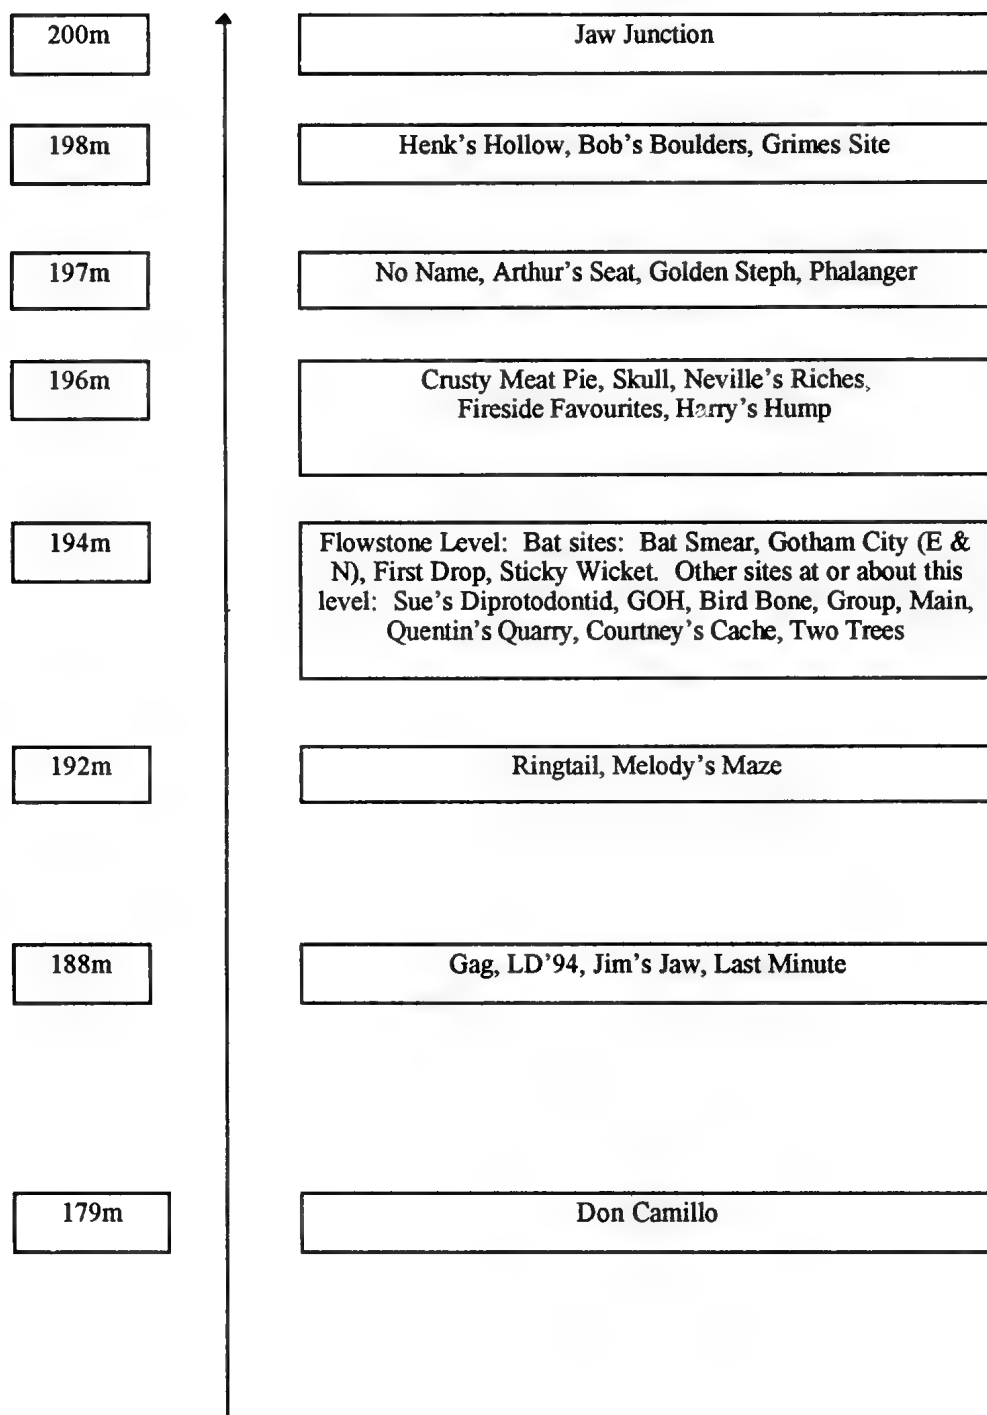 200m
Jaw Junction
198m
Henk's Hollow, Bob's Boulders, Grimes Site
197m
No Name, Arthur's Seat, Golden Steph, Phalanger
196m
Crusty Meat Pie, Skull, Neville's Riches,
Fireside Favourites, Harry's Hump
194m
Flowstone Level: Bat sites: Bat Smear, Gotham City (E &
N), First Drop, Sticky Wicket. Other sites at or about this
level: Sue's Diprotodontid, GOH, Bird Bone, Group, Main,
Quentin's Quarry, Courtney's Cache, Two Trees
192m
Ringtail, Melody's Maze
188m
Gag, LD'94, Jim's Jaw, Last Minute
179m
Don Camillo